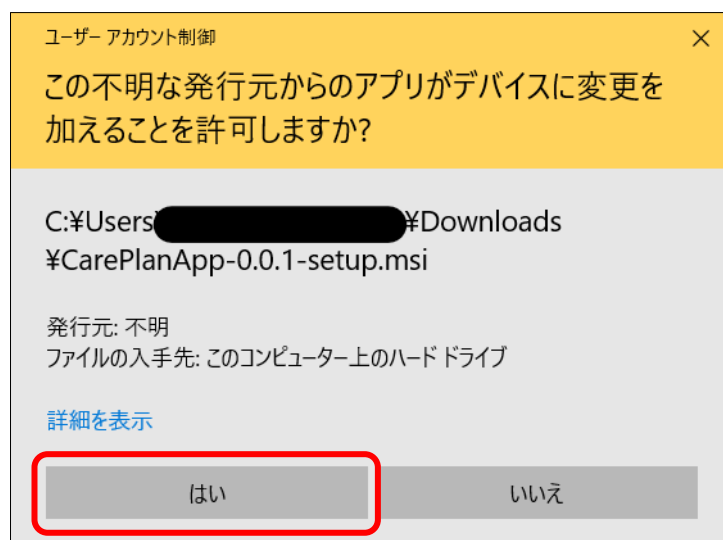 ユーザー アカウント制御
この不明な発行元からのアプリがデバイスに変更を
加えることを許可しますか?
C:¥Users ¥Downloads
¥CarePlanApp-0.0.1-setup.msi
発行元: 不明
ファイルの入手先: このコンピューター上のハード ドライブ
詳細を表示
はい
いいえ